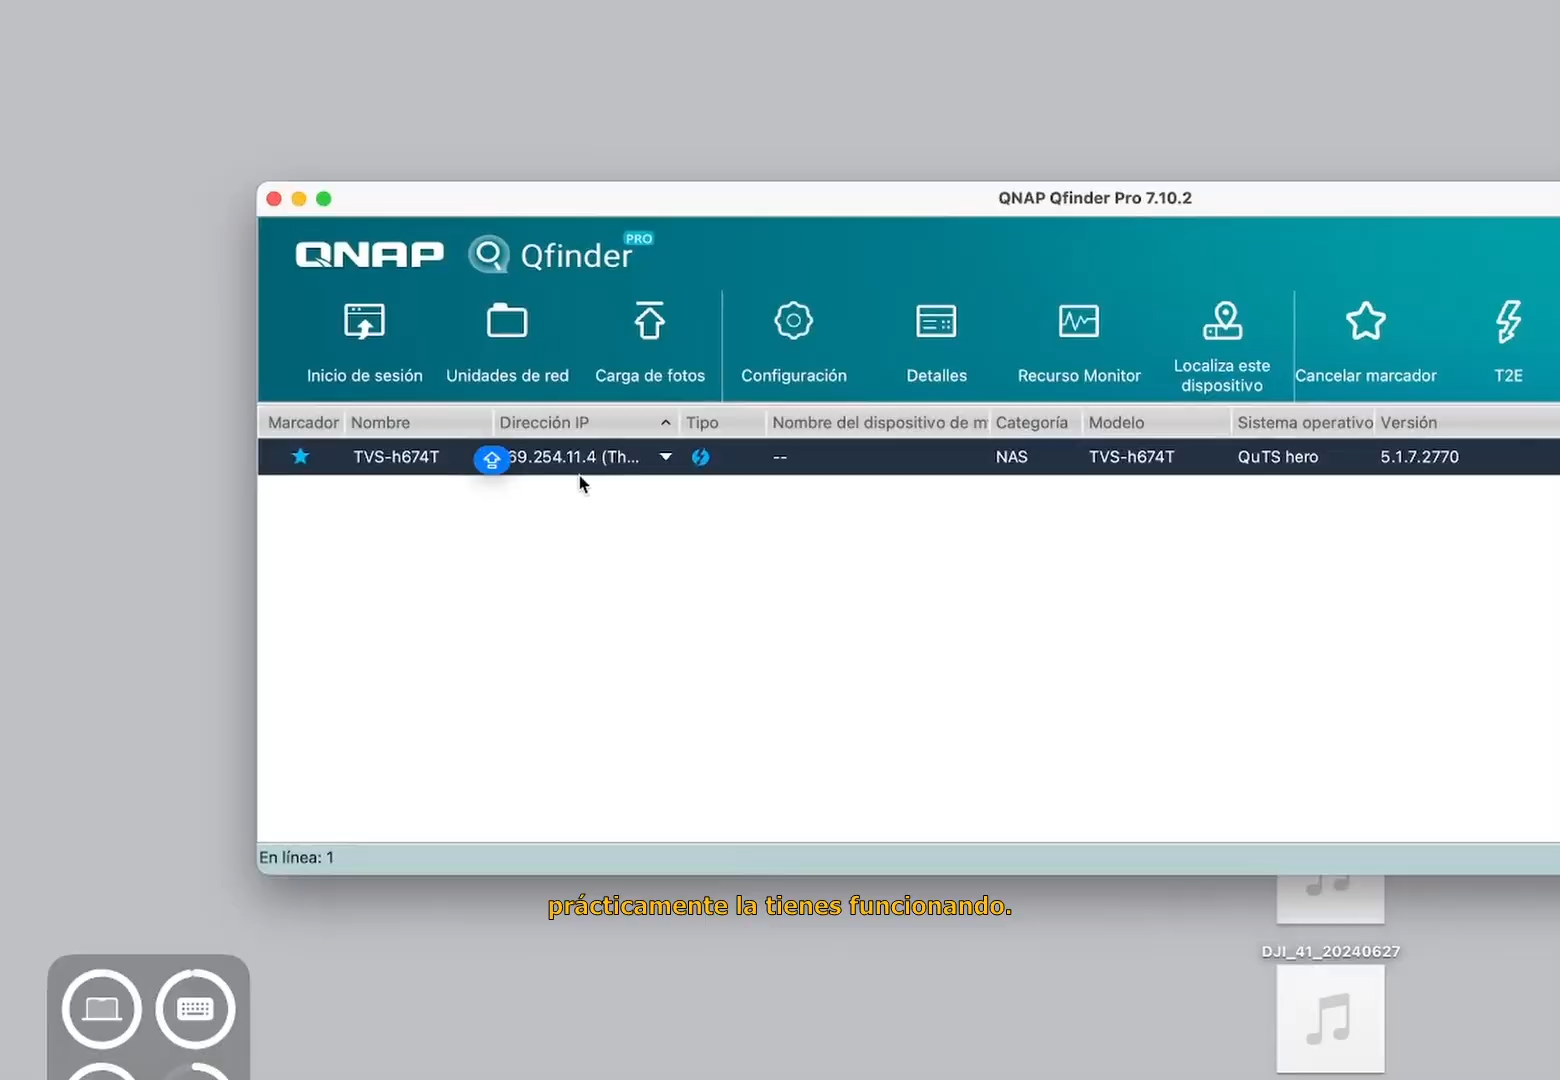 QNAP Qfinder Pro 7.10.2
QNAP Qfinder PRO
Inicio de sesión
Unidades de red
Carga de fotos
Configuración
Detalles
Recurso Monitor
Localiza este
dispositivo
Cancelar marcador
T2E
Marcador Nombre Dirección IP Tipo Nombre del dispositivo de m Categoría Modelo Sistema operativo Versión
TVS-h674T 69.254.11.4 (Th... -- NAS TVS-h674T QuTS hero 5.1.7.2770
En línea: 1
prácticamente la tienes funcionando.
DJI_41_20240627